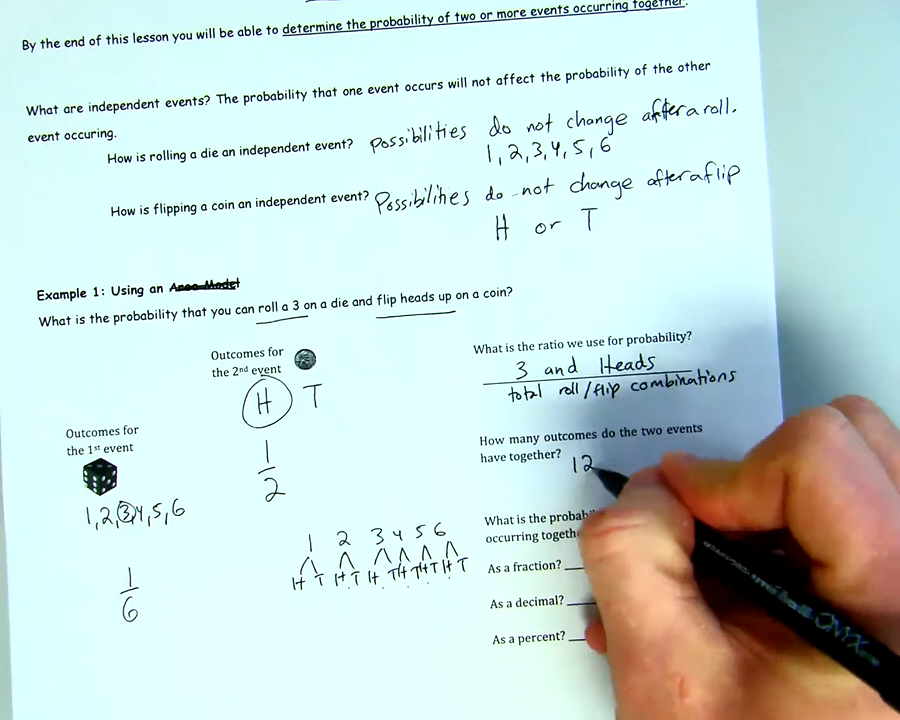 By the end of this lesson you will be able to determine the probability of two or more events occurring together.
What are independent events? The probability that one event occurs will not affect the probability of the other
event occuring.
How is rolling a die an independent event? Possibilities do not change after a roll.
1, 2, 3, 4, 5, 6
How is flipping a coin an independent event? Possibilities do not change after a flip
H or T
Example 1: Using an Area Model
What is the probability that you can roll a 3 on a die and flip heads up on a coin?
Outcomes for
the 2nd event
H T
1
2
Outcomes for
the 1st event
1, 2, 3, 4, 5, 6
1
6
1 2 3 4 5 6
H T H T H T H T H T H T
What is the ratio we use for probability?
3 and Heads
total roll/flip combinations
How many outcomes do the two events
have together? 12
What is the
occurring
As a fraction?
As a decimal?
As a percent?